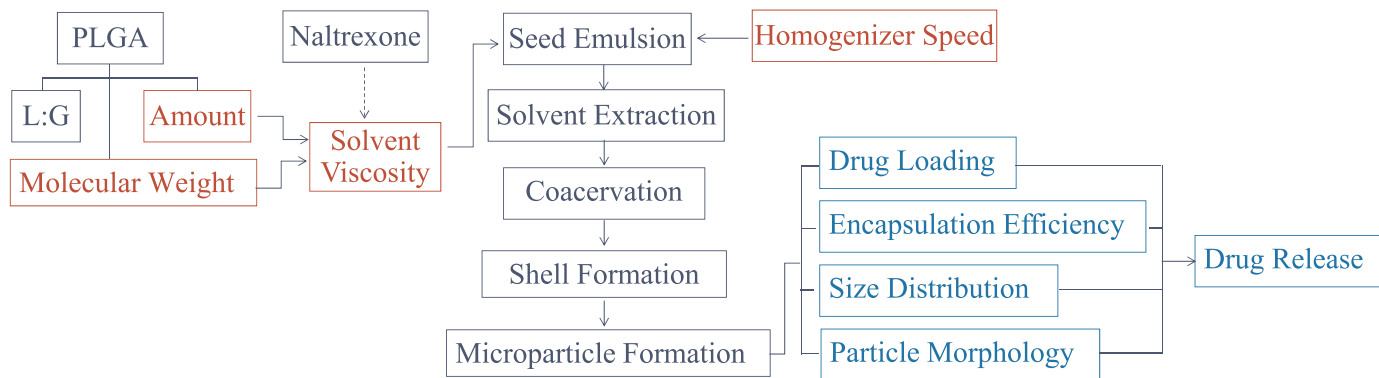 PLGA
Naltrexone
Seed Emulsion
Homogenizer Speed
L:G
Amount
Solvent
Viscosity
Molecular Weight
Solvent Extraction
Coacervation
Shell Formation
Microparticle Formation
Drug Loading
Encapsulation Efficiency
Size Distribution
Particle Morphology
Drug Release